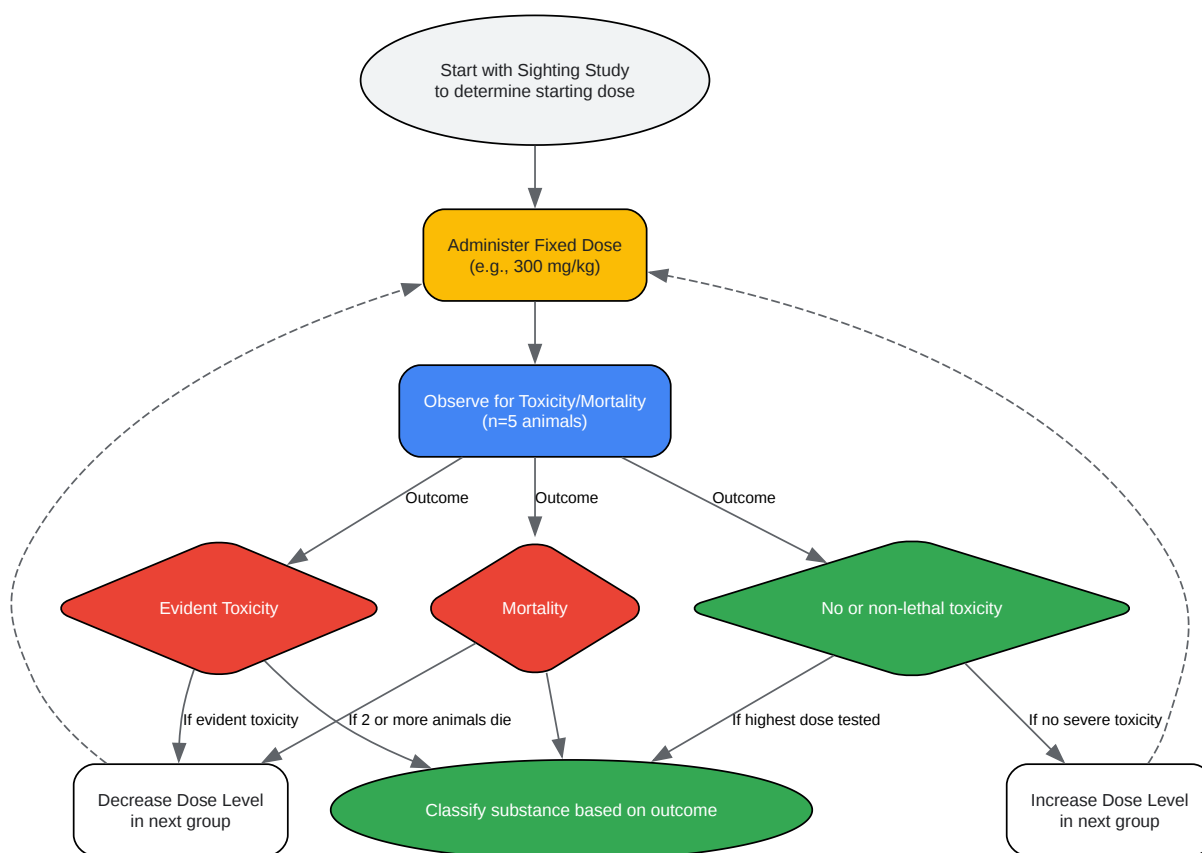 Start with Sighting Study
to determine starting dose
Administer Fixed Dose
(e.g., 300 mg/kg)
Observe for Toxicity/Mortality
(n=5 animals)
Outcome
Outcome
Outcome
Evident Toxicity
Mortality
No or non-lethal toxicity
If evident toxicity
If 2 or more animals die
If highest dose tested
If no severe toxicity
Decrease Dose Level
in next group
Classify substance based on outcome
Increase Dose Level
in next group